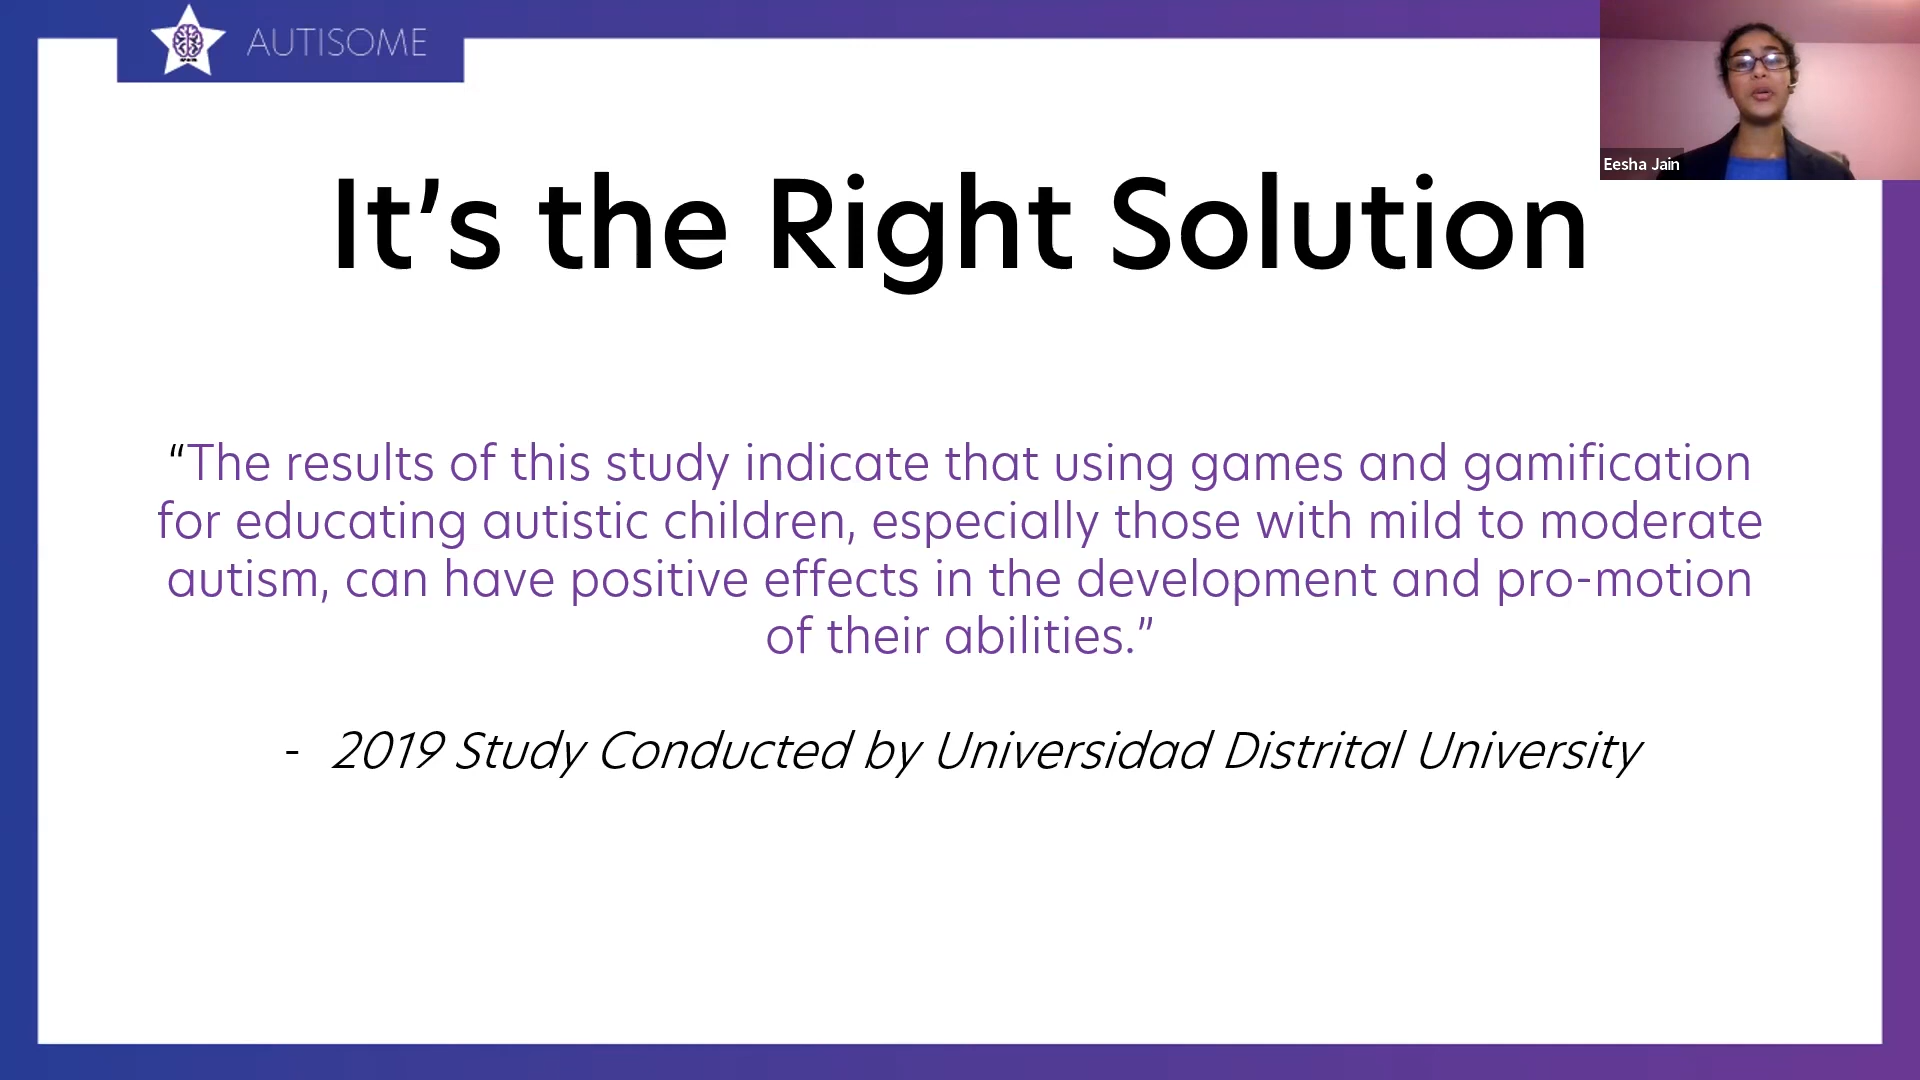 AUTISOME
Eesha Jain
It’s the Right Solution
“The results of this study indicate that using games and gamification
for educating autistic children, especially those with mild to moderate
autism, can have positive effects in the development and pro-motion
of their abilities.”
- 2019 Study Conducted by Universidad Distrital University